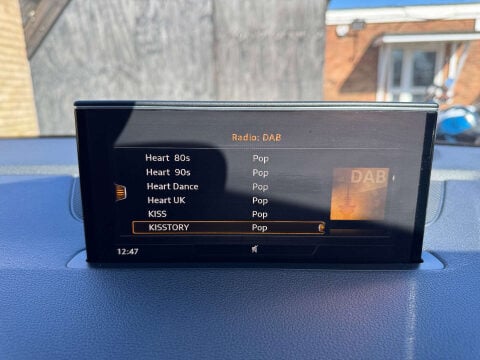 Radio: DAB
Heart 80s Pop
Heart 90s Pop
Heart Dance Pop
Heart UK Pop
KISS Pop
KISSTORY Pop
DAB
12:47